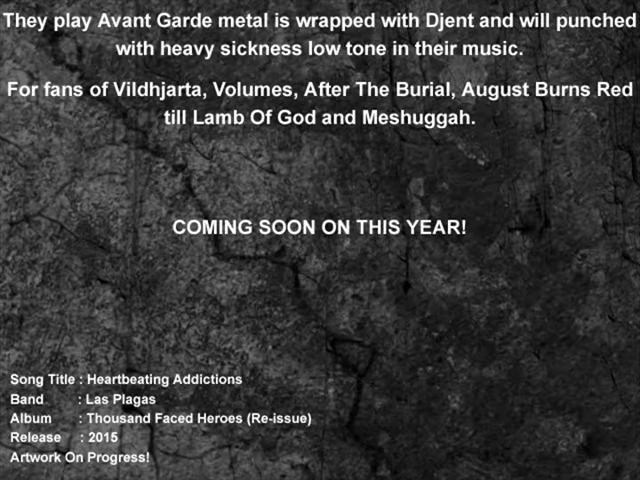 They play Avant Garde metal is wrapped with Djent and will punched
with heavy sickness low tone in their music.
For fans of Vildhjarta, Volumes, After The Burial, August Burns Red
till Lamb Of God and Meshuggah.
COMING SOON ON THIS YEAR!
Song Title : Heartbeating Addictions
Band : Las Plagas
Album : Thousand Faced Heroes (Re-issue)
Release : 2015
Artwork On Progress!